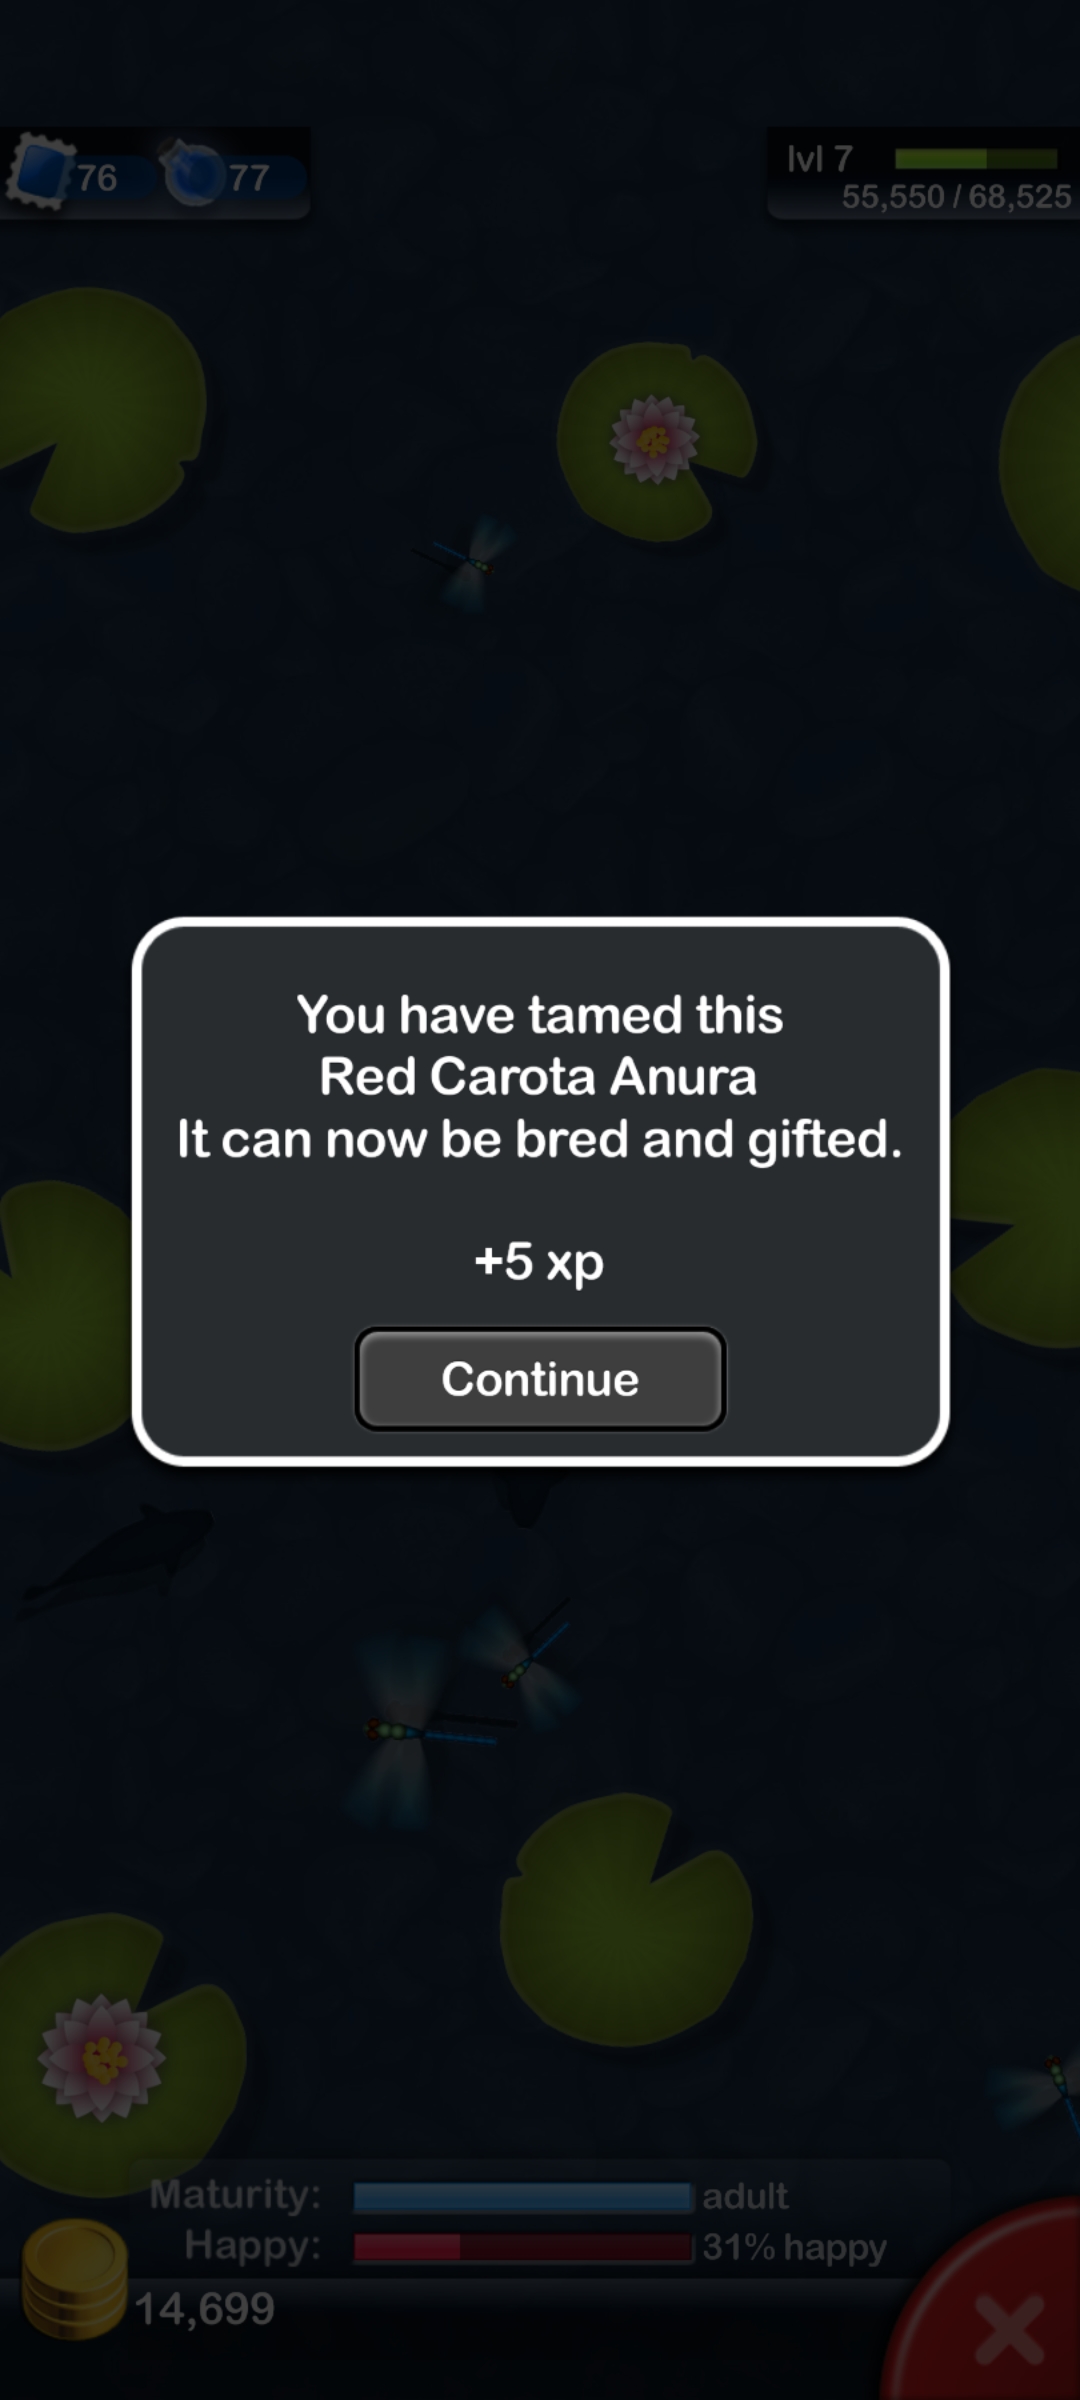 76 77
lvl 7
55,550 / 68,525
You have tamed this
Red Carota Anura
It can now be bred and gifted.
+5 xp
Continue
Maturity: adult
Happy: 31% happy
14,699